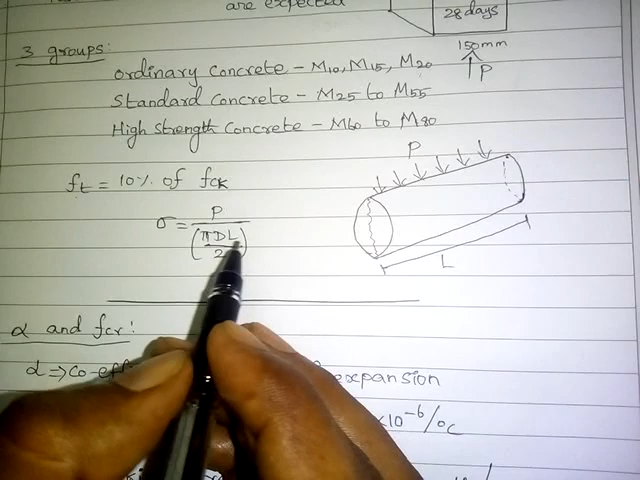 are expected
28 days
150mm
P
3 groups:
Ordinary Concrete - M10, M15, M20
Standard Concrete - M25 to M55
High Strength Concrete - M60 to M80
P
ft = 10% of fck
σ = P / (πDL / 2)
L
α and fcr:
α => co-eff expansion
×10⁻⁶/°C